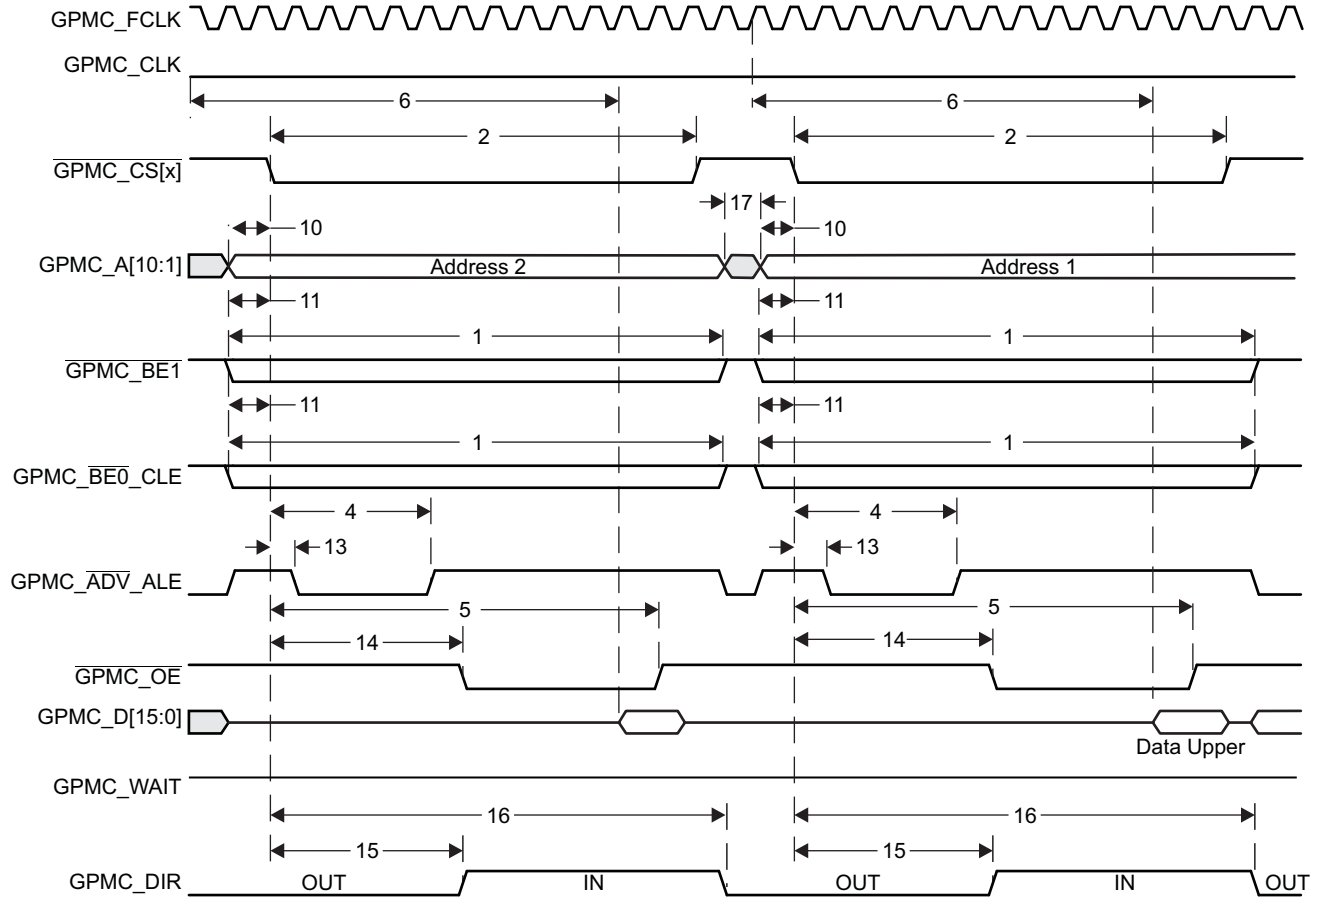 GPMC_FCLK
GPMC_CLK
6 6
2 2
GPMC_CS[x]
17
10 10
GPMC_A[10:1] Address 2 Address 1
11 11
1 1
GPMC_BE1
11 11
1 1
GPMC_BE0_CLE
4 4
13 13
GPMC_ADV_ALE
5 5
14 14
GPMC_OE
GPMC_D[15:0]
Data Upper
GPMC_WAIT
16 16
15 15
GPMC_DIR OUT IN OUT IN OUT